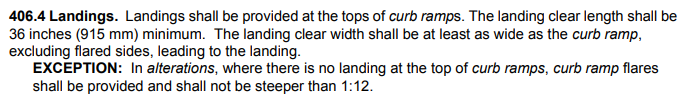 406.4 Landings. Landings shall be provided at the tops of curb ramps. The landing clear length shall be
36 inches (915 mm) minimum. The landing clear width shall be at least as wide as the curb ramp,
excluding flared sides, leading to the landing.
EXCEPTION: In alterations, where there is no landing at the top of curb ramps, curb ramp flares
shall be provided and shall not be steeper than 1:12.